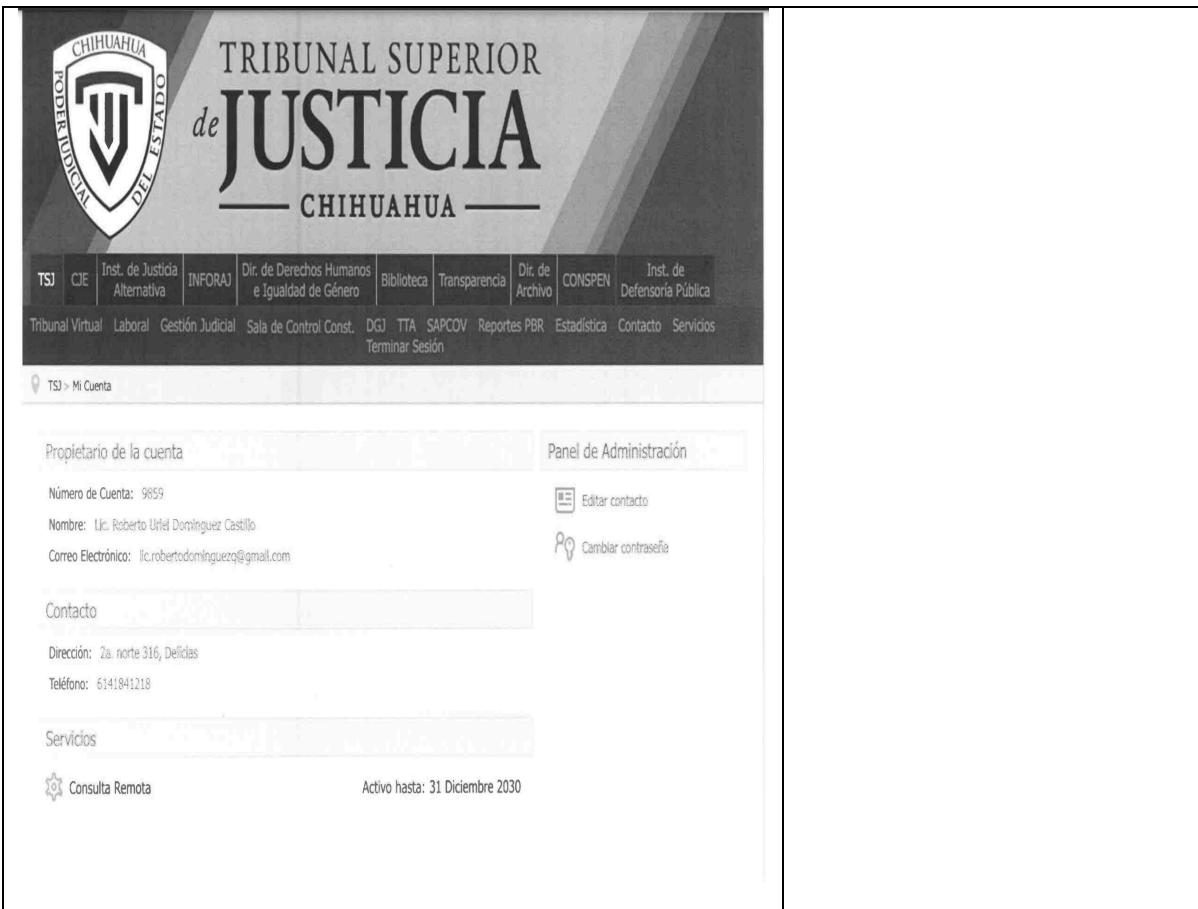 CHIHUAHUA
PODER JUDICIAL
DEL ESTADO
TRIBUNAL SUPERIOR
de JUSTICIA
CHIHUAHUA
TSJ CJE Inst. de Justicia Alternativa INFORAJ Dir. de Derechos Humanos e Igualdad de Género Biblioteca Transparencia Dir. de Archivo CONSPEN Inst. de Defensoría Pública
Tribunal Virtual Laboral Gestión Judicial Sala de Control Const. DGJ TTA SAPCOV Reportes PBR Estadística Contacto Servicios
Terminar Sesión
TSJ > Mi Cuenta
Propietario de la cuenta
Número de Cuenta: 9859
Nombre: Lic. Roberto Uriel Dominguez Castillo
Correo Electrónico: lic.robertodominguezq@gmail.com
Contacto
Dirección: 2a. norte 316, Delicias
Teléfono: 6141841218
Servicios
Consulta Remota Activo hasta: 31 Diciembre 2030
Panel de Administración
Editar contacto
Cambiar contraseña